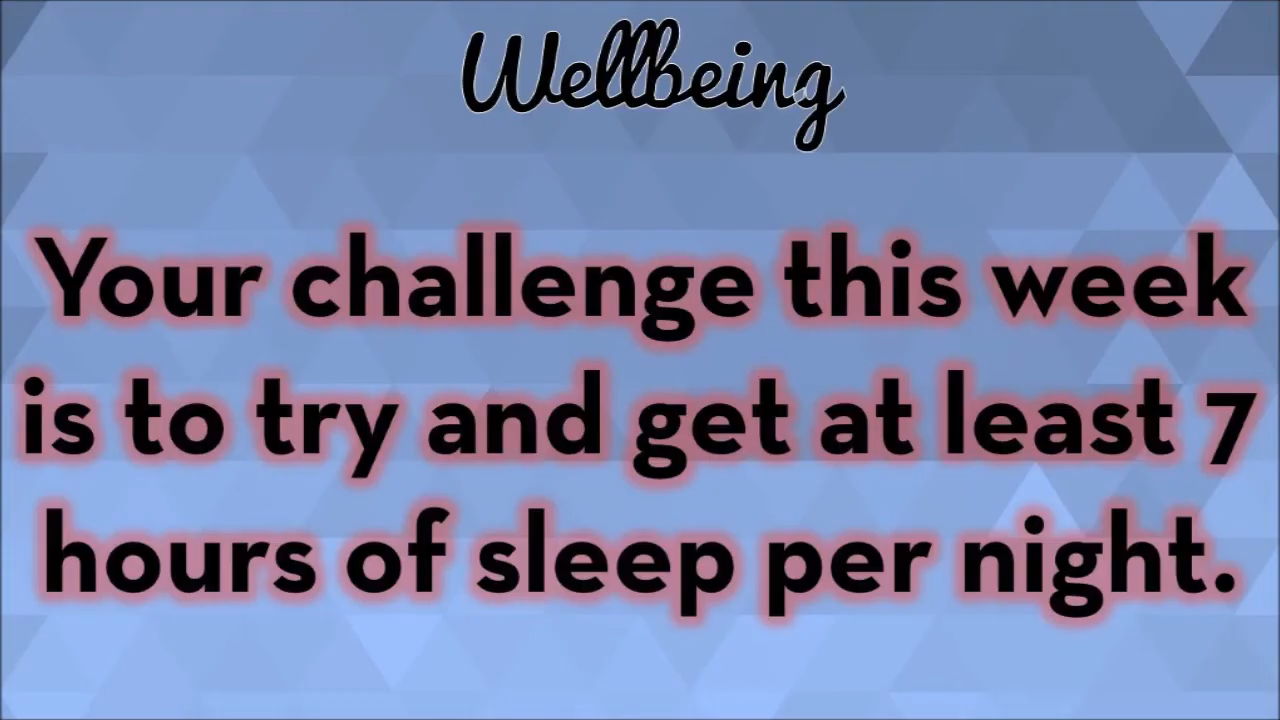 Wellbeing
Your challenge this week
is to try and get at least 7
hours of sleep per night.